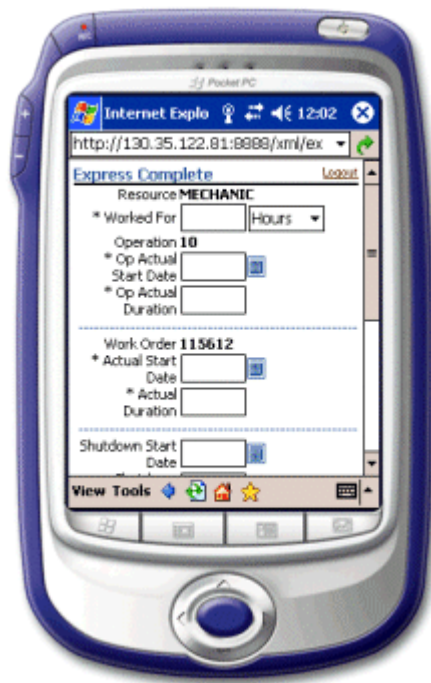 Pocket PC
Internet Explo 12:02
http://130.35.122.81:8888/xml/ex
Express Complete Logout
Resource MECHANIC
* Worked For Hours
Operation 10
* Op Actual
Start Date
* Op Actual
Duration
Work Order 115612
* Actual Start
Date
* Actual
Duration
Shutdown Start
Date
View Tools